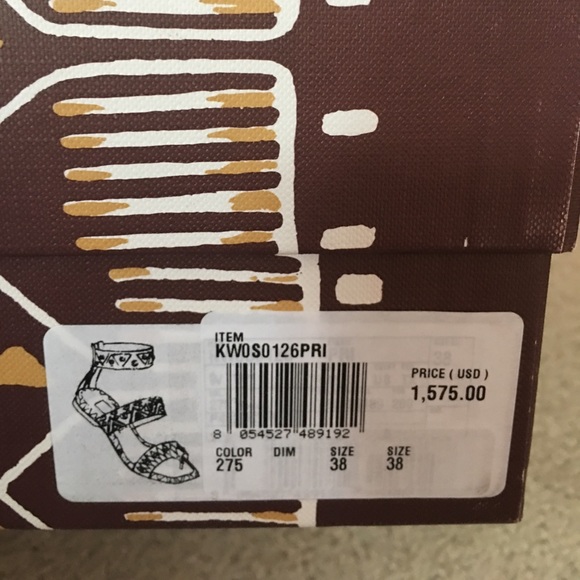 ITEM
KW0S0126PRI
PRICE ( USD )
1,575.00
8 054527 489192
COLOR DIM SIZE SIZE
275 38 38